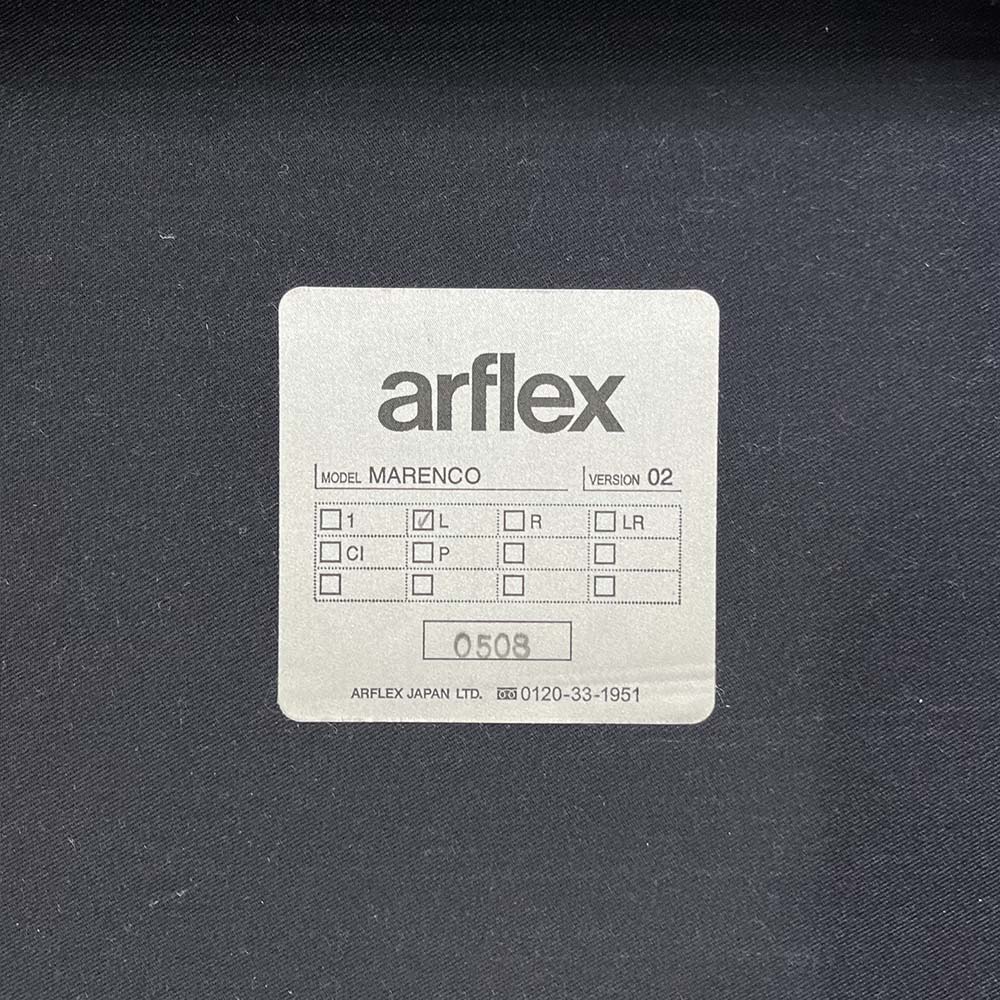 arflex
MODEL MARENCO VERSION 02
☐ 1 ☑ L ☐ R ☐ LR
☐ CI ☐ P ☐ ☐
☐ ☐ ☐ ☐
0508
ARFLEX JAPAN LTD. 0120-33-1951